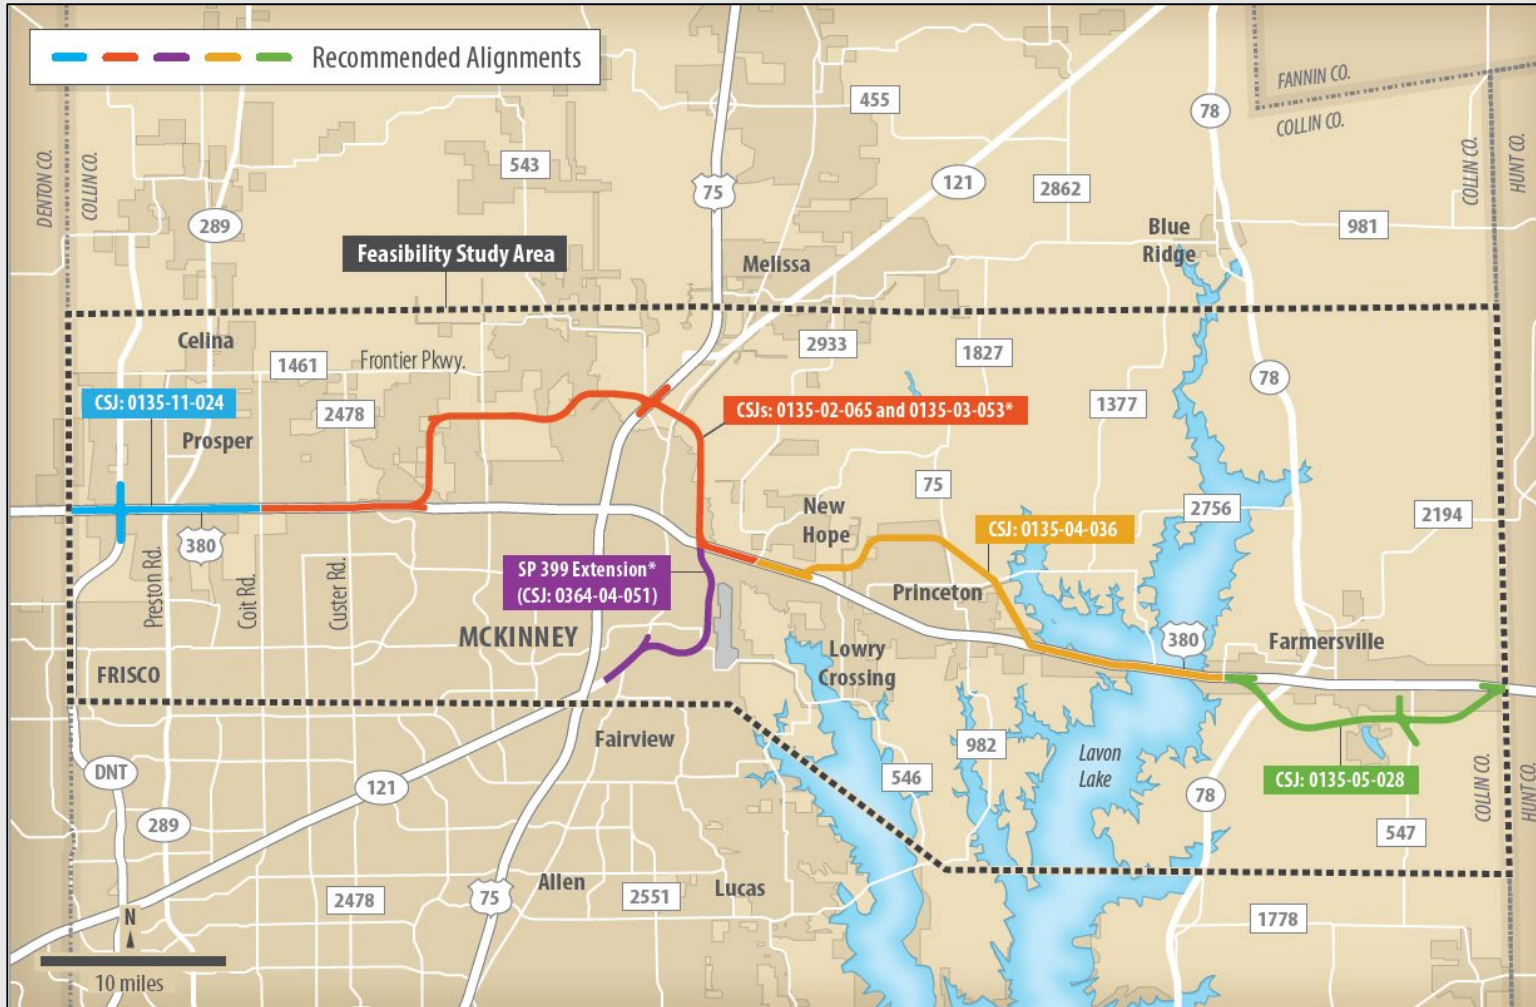 Recommended Alignments
FANNIN CO.
COLLIN CO.
DENTON CO.
COLLIN CO.
COLLIN CO.
HUNT CO.
455
78
543
75
121
2862
289
Blue
Ridge
981
Feasibility Study Area
Melissa
Celina
1461
Frontier Pkwy.
2933
1827
78
CSJ: 0135-11-024
2478
CSJs: 0135-02-065 and 0135-03-053*
1377
Prosper
75
New
Hope
2756
2194
CSJ: 0135-04-036
380
Preston Rd.
Coit Rd.
Custer Rd.
SP 399 Extension*
(CSJ: 0364-04-051)
Princeton
MCKINNEY
380
Farmersville
Lowry
Crossing
FRISCO
Fairview
982
Lavon
Lake
DNT
121
546
78
CSJ: 0135-05-028
COLLIN CO.
HUNT CO.
289
547
Allen
2478
75
2551
Lucas
1778
N
10 miles